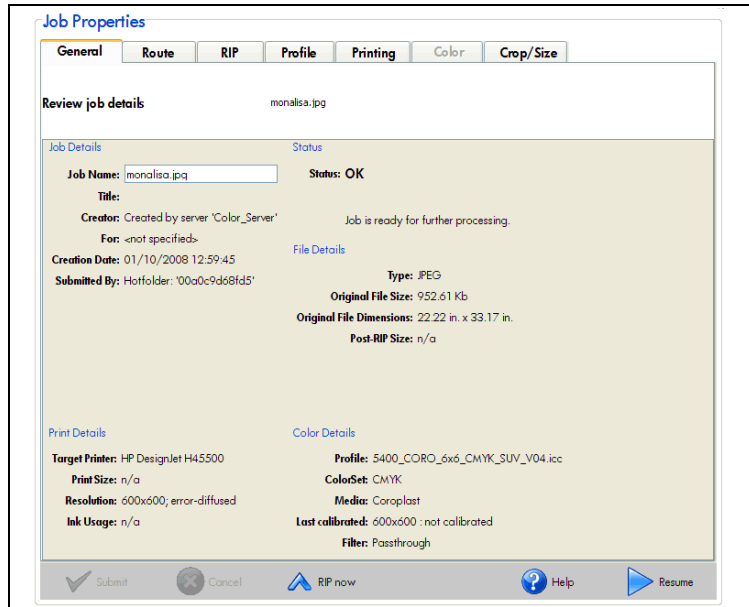 Job Properties
General Route RIP Profile Printing Color Crop/Size
Review job details monalisa.jpg
Job Details
Job Name: monalisa.jpg
Title:
Creator: Created by server 'Color_Server'
For: <not specified>
Creation Date: 01/10/2008 12:59:45
Submitted By: Hotfolder: '00a0c9d68fd5'
Status
Status: OK
Job is ready for further processing.
File Details
Type: JPEG
Original File Size: 952.61 Kb
Original File Dimensions: 22.22 in. x 33.17 in.
Post-RIP Size: n/a
Print Details
Target Printer: HP DesignJet H45500
Print Size: n/a
Resolution: 600x600; error-diffused
Ink Usage: n/a
Color Details
Profile: 5400_CORO_6x6_CMYK_SUV_V04.icc
ColorSet: CMYK
Media: Coroplast
Last calibrated: 600x600 : not calibrated
Filter: Passthrough
Submit Cancel RIP now Help Resume